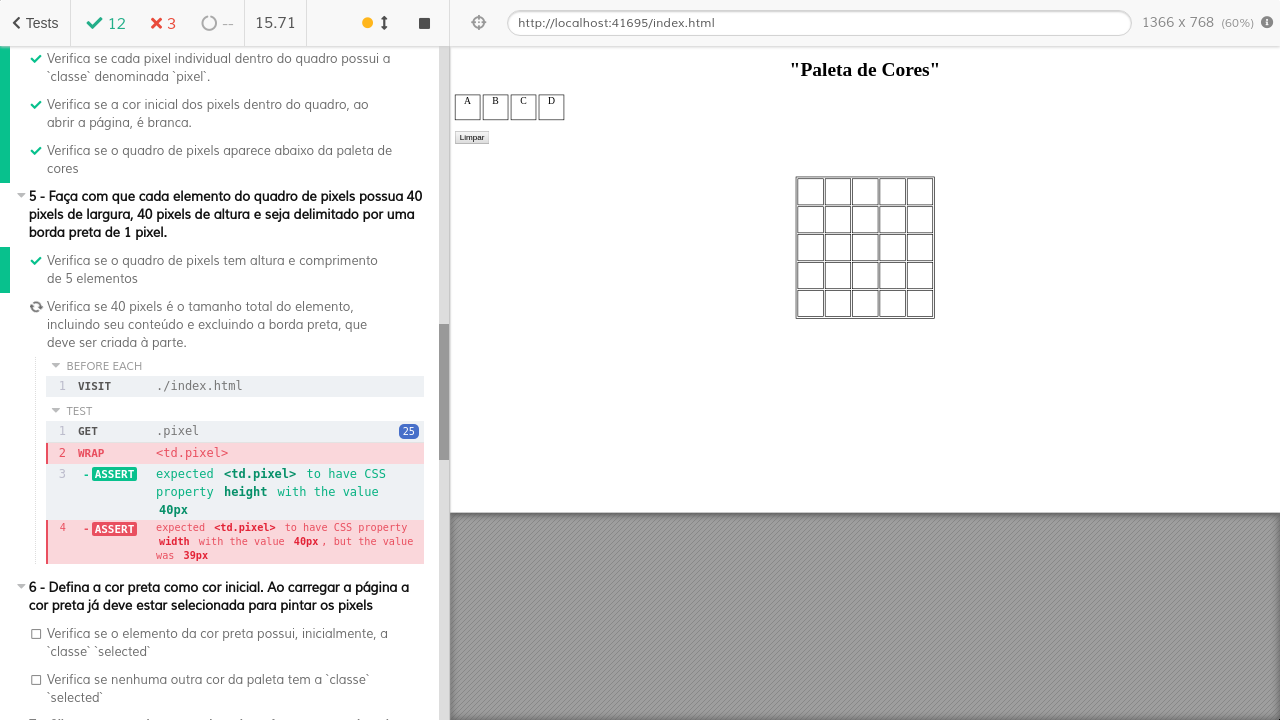 Tests
12
3
--
15.71
http://localhost:41695/index.html
1366 x 768 (60%)
Verifica se cada pixel individual dentro do quadro possui a
`classe` denominada `pixel`.
Verifica se a cor inicial dos pixels dentro do quadro, ao
abrir a página, é branca.
Verifica se o quadro de pixels aparece abaixo da paleta de
cores
5 - Faça com que cada elemento do quadro de pixels possua 40
pixels de largura, 40 pixels de altura e seja delimitado por uma
borda preta de 1 pixel.
Verifica se o quadro de pixels tem altura e comprimento
de 5 elementos
Verifica se 40 pixels é o tamanho total do elemento,
incluindo seu conteúdo e excluindo a borda preta, que
deve ser criada à parte.
BEFORE EACH
1 VISIT ./index.html
TEST
1 GET .pixel 25
2 WRAP <td.pixel>
3 - ASSERT expected <td.pixel> to have CSS
property height with the value
40px
4 - ASSERT expected <td.pixel> to have CSS property
width with the value 40px , but the value
was 39px
6 - Defina a cor preta como cor inicial. Ao carregar a página a
cor preta já deve estar selecionada para pintar os pixels
Verifica se o elemento da cor preta possui, inicialmente, a
`classe` `selected`
Verifica se nenhuma outra cor da paleta tem a `classe`
`selected`
"Paleta de Cores"
A B C D
Limpar